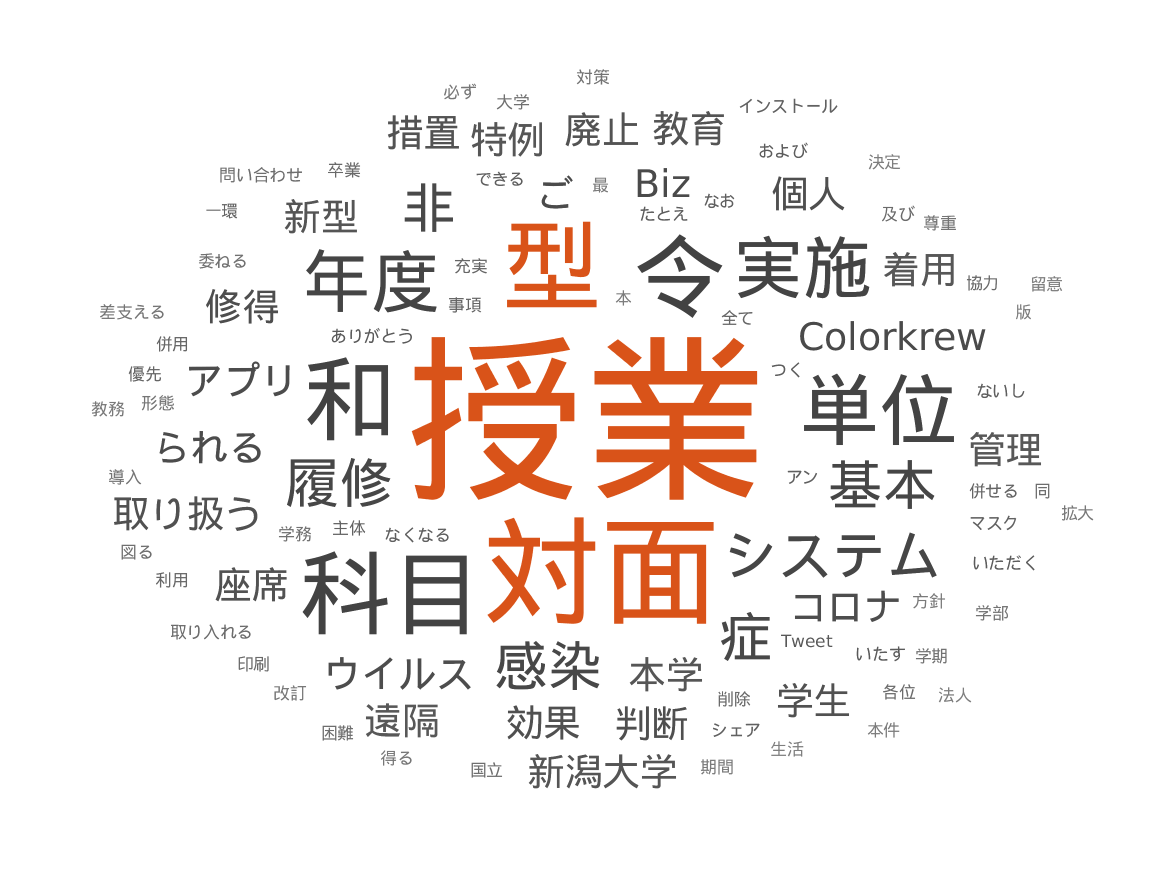 対策
必ず
大学
インストール
措置 特例 廃止 教育
および
決定
問い合わせ 卒業
できる 最
Biz
ご
個人
一環
新型
非
たとえ
なお
及び
尊重
型
令
実施
着用
年度
充実
委ねる
協力
留意
修得
事項
本
全て
版
差支える
ありがとう
Colorkrew
併用
授業
つく
優先
アプリ
和
単位
ないし
教務
形態
られる
管理
履修
アン
基本
導入
併せる
同
取り扱う
拡大
マスク
学務
主体
なくなる
対面
システム
図る
いただく
利用
座席
科目
コロナ
方針
学部
取り入れる
症
Tweet
いたす
学期
印刷
ウイルス
感染
本学
改訂
削除
学生
各位
法人
遠隔
効果
判断
シェア
本件
困難
生活
得る
国立
新潟大学
期間